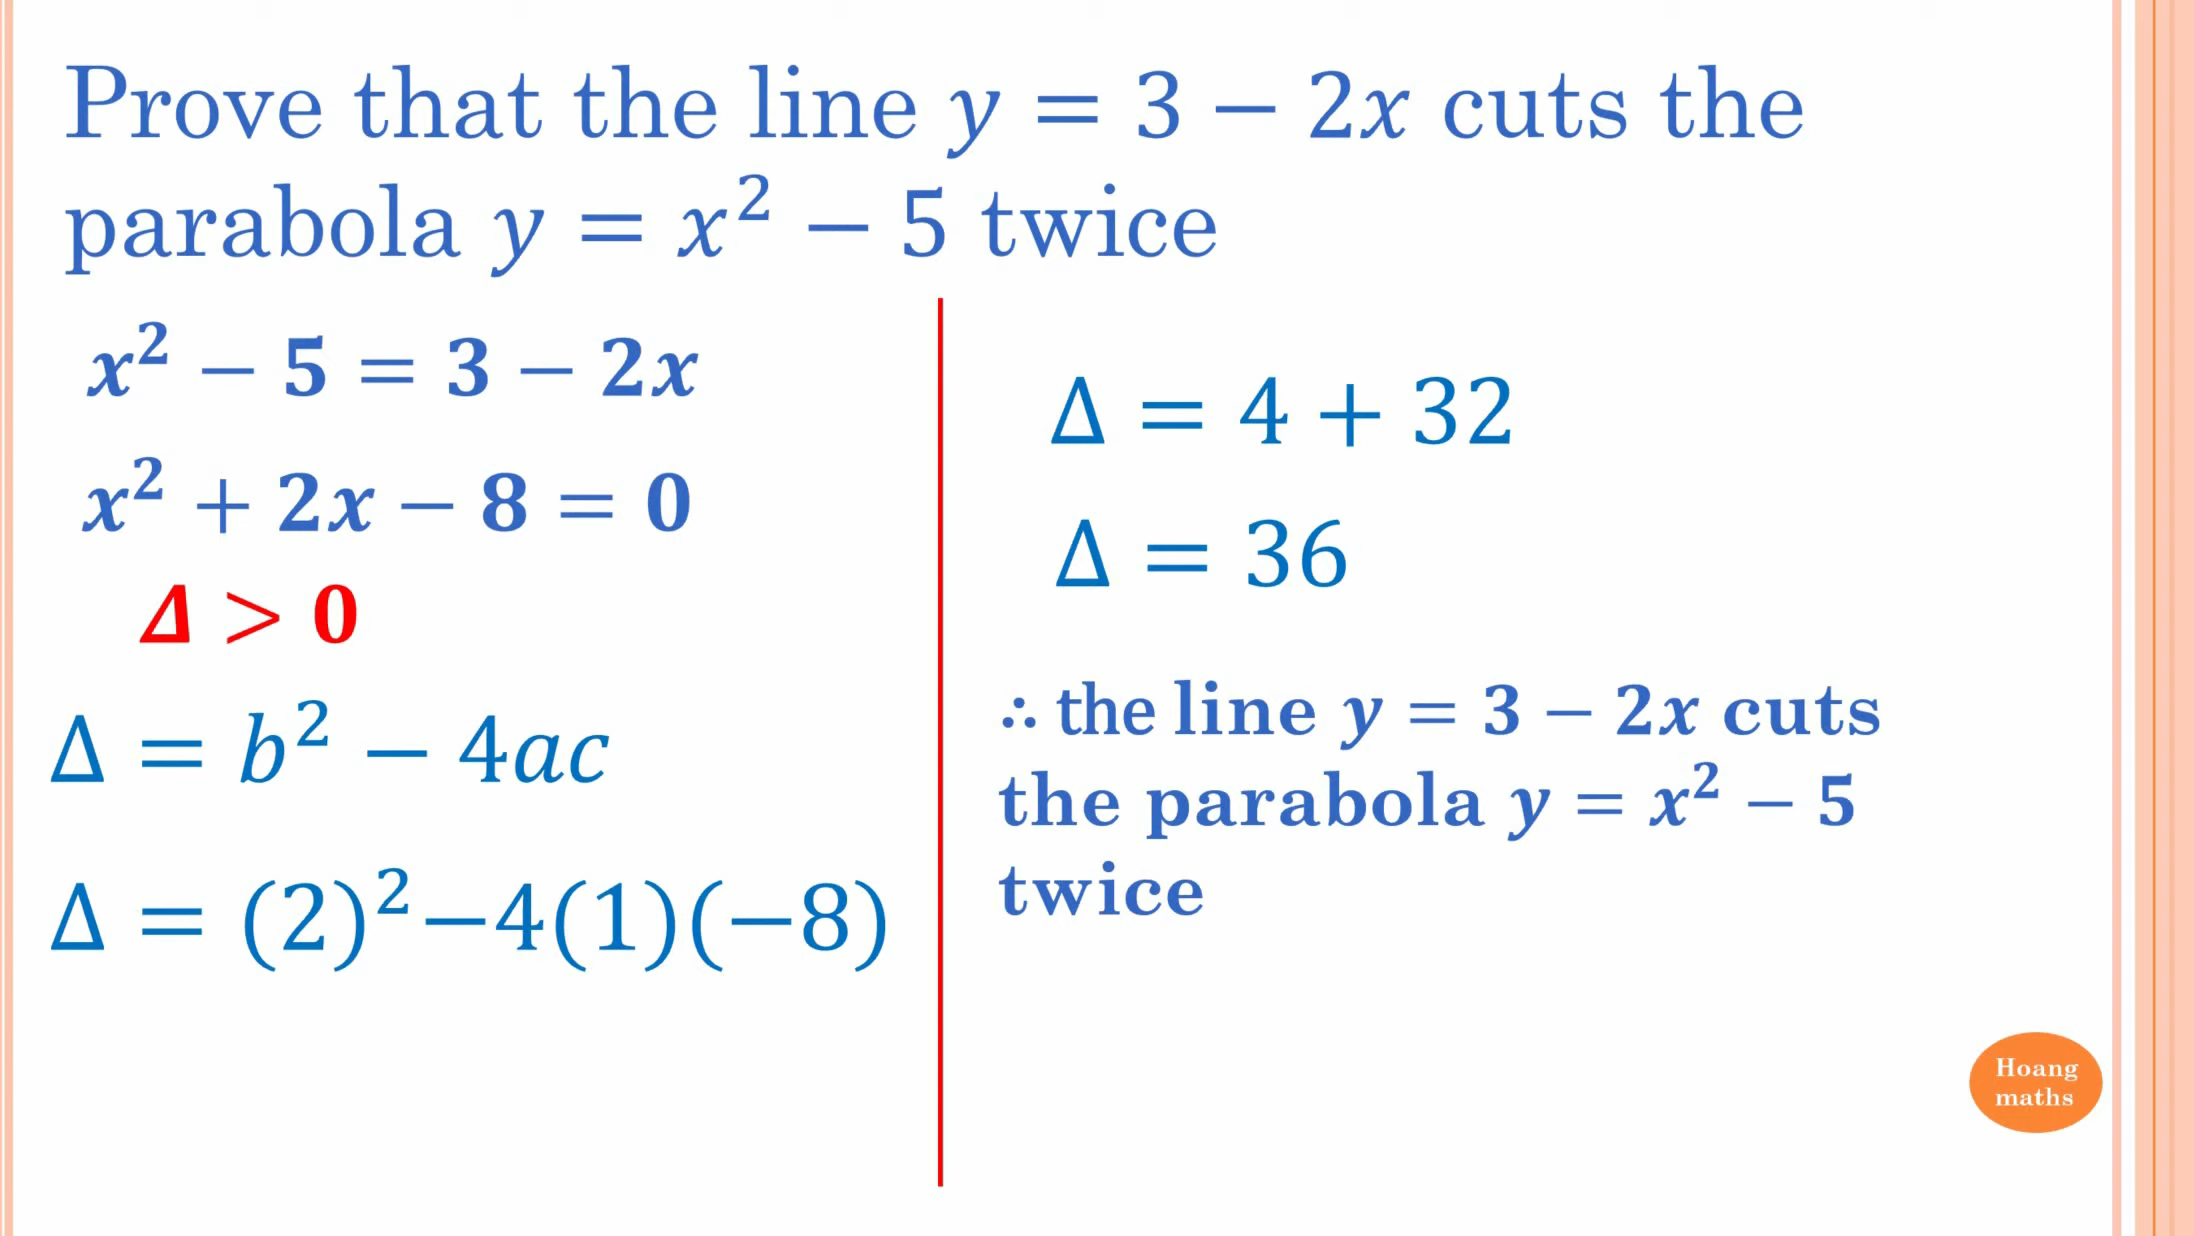 Prove that the line y = 3 − 2x cuts the
parabola y = x² − 5 twice
x² − 5 = 3 − 2x
x² + 2x − 8 = 0
Δ > 0
Δ = b² − 4ac
Δ = (2)²−4(1)(−8)
Δ = 4 + 32
Δ = 36
∴ the line y = 3 − 2x cuts
the parabola y = x² − 5
twice
Hoang
maths